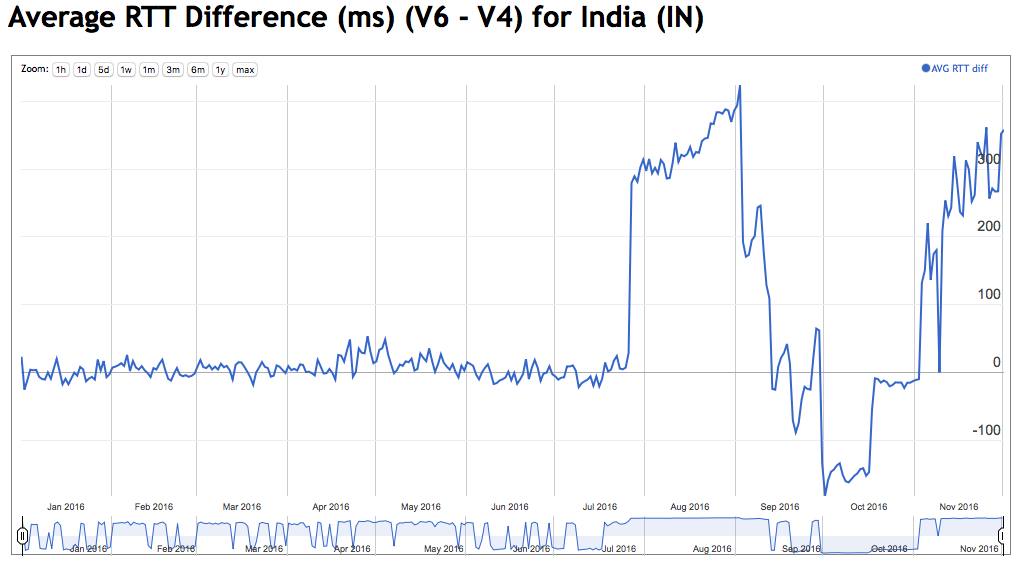 Average RTT Difference (ms) (V6 - V4) for India (IN)
Zoom: 1h 1d 5d 1w 1m 3m 6m 1y max
AVG RTT diff
300
200
100
0
-100
Jan 2016 Feb 2016 Mar 2016 Apr 2016 May 2016 Jun 2016 Jul 2016 Aug 2016 Sep 2016 Oct 2016 Nov 2016
Jan 2016 Feb 2016 Mar 2016 Apr 2016 May 2016 Jun 2016 Jul 2016 Aug 2016 Sep 2016 Oct 2016 Nov 2016